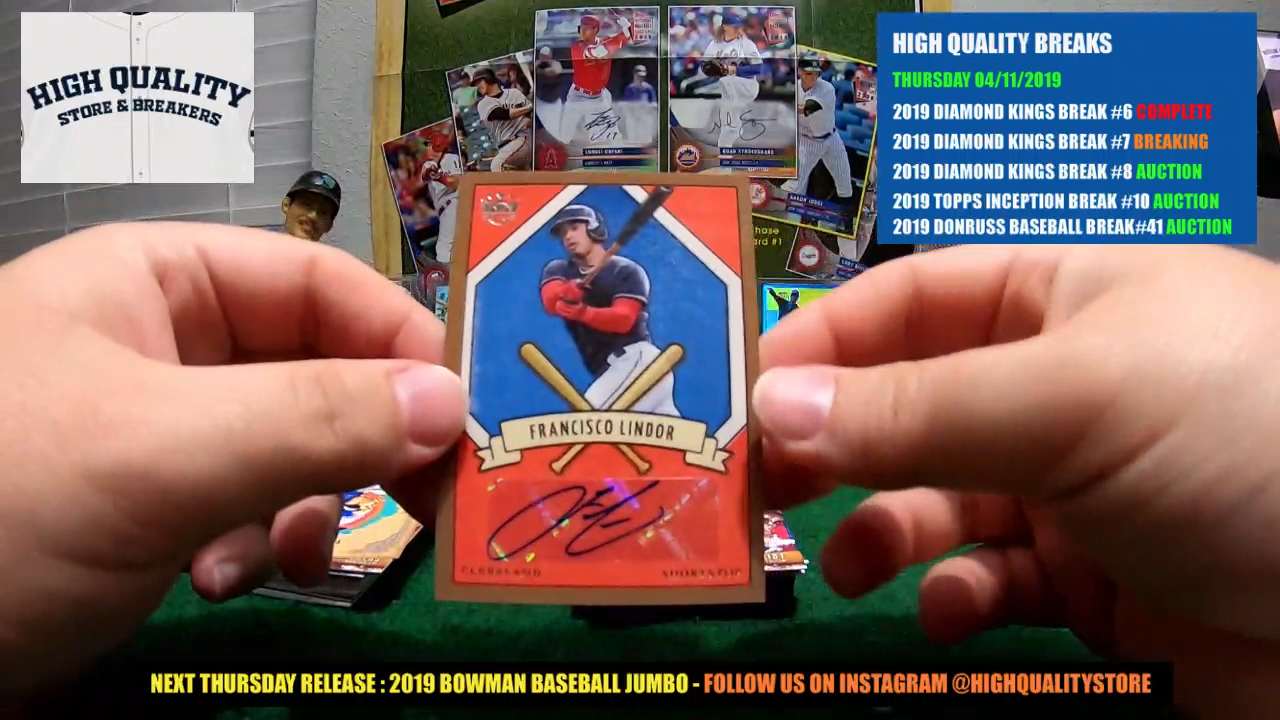 HIGH QUALITY
STORE & BREAKERS
HIGH QUALITY BREAKS
THURSDAY 04/11/2019
2019 DIAMOND KINGS BREAK #6 COMPLETE
2019 DIAMOND KINGS BREAK #7 BREAKING
2019 DIAMOND KINGS BREAK #8 AUCTION
2019 TOPPS INCEPTION BREAK #10 AUCTION
2019 DONRUSS BASEBALL BREAK#41 AUCTION
AARON JUDGE
FRANCISCO LINDOR
CLEVELAND
SHORTSTOP
NEXT THURSDAY RELEASE : 2019 BOWMAN BASEBALL JUMBO - FOLLOW US ON INSTAGRAM @HIGHQUALITYSTORE